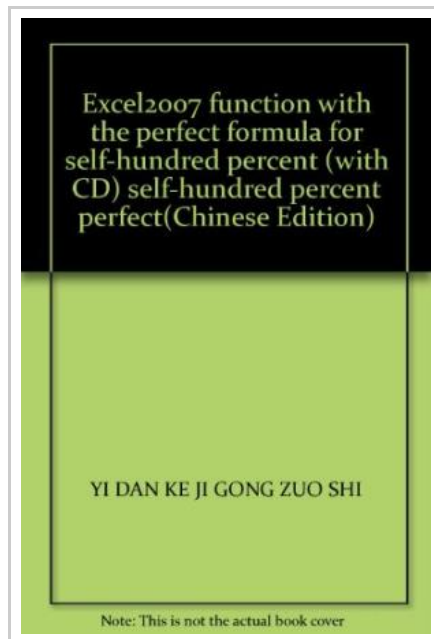 Excel2007 function with
the perfect formula for
self-hundred percent (with
CD) self-hundred percent
perfect(Chinese Edition)
YI DAN KE JI GONG ZUO SHI
Note: This is not the actual book cover